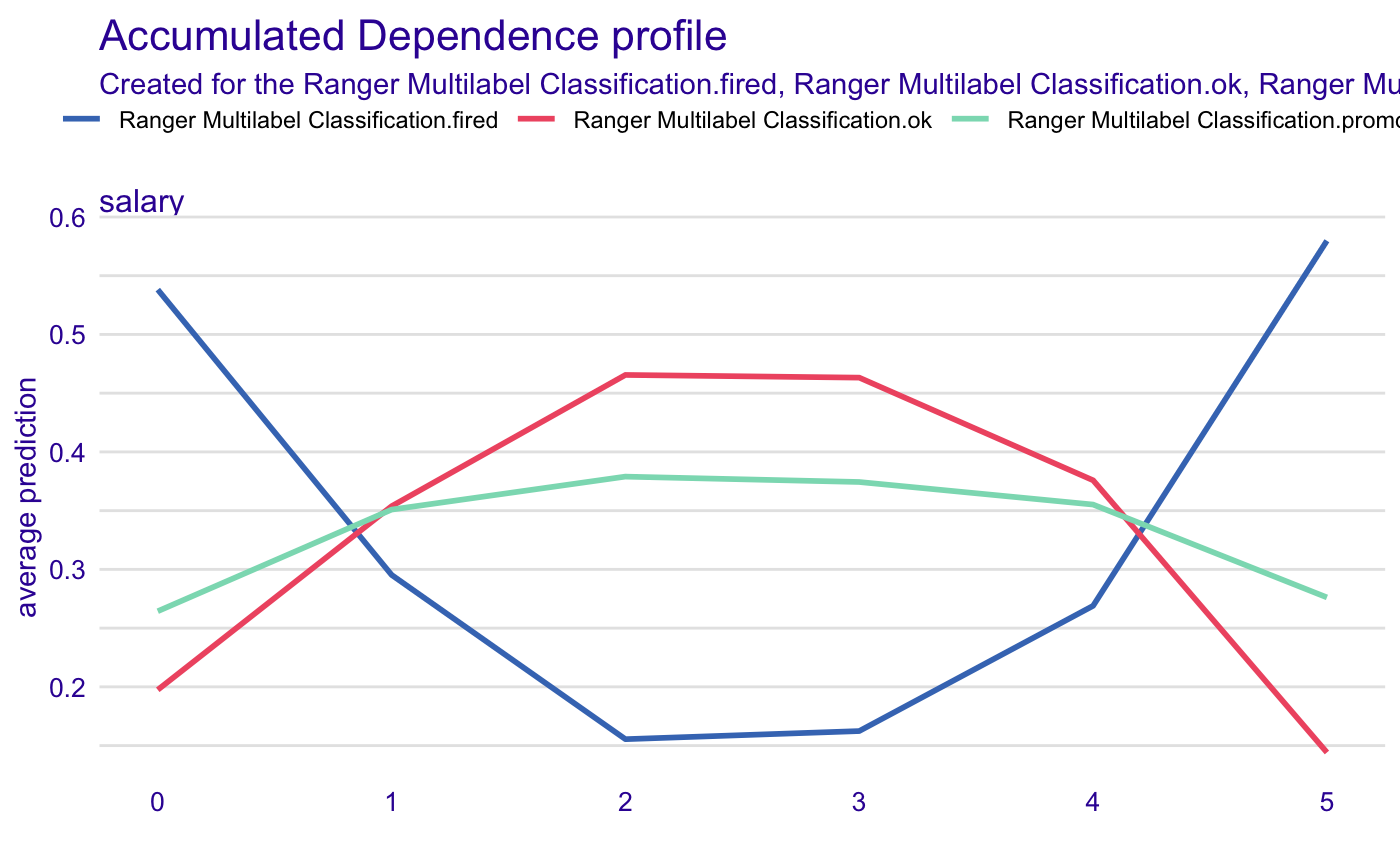 Accumulated Dependence profile
Created for the Ranger Multilabel Classification.fired, Ranger Multilabel Classification.ok, Ranger Mu
Ranger Multilabel Classification.fired Ranger Multilabel Classification.ok Ranger Multilabel Classification.promo
salary
0.6
0.5
0.4
0.3
0.2
average prediction
0 1 2 3 4 5